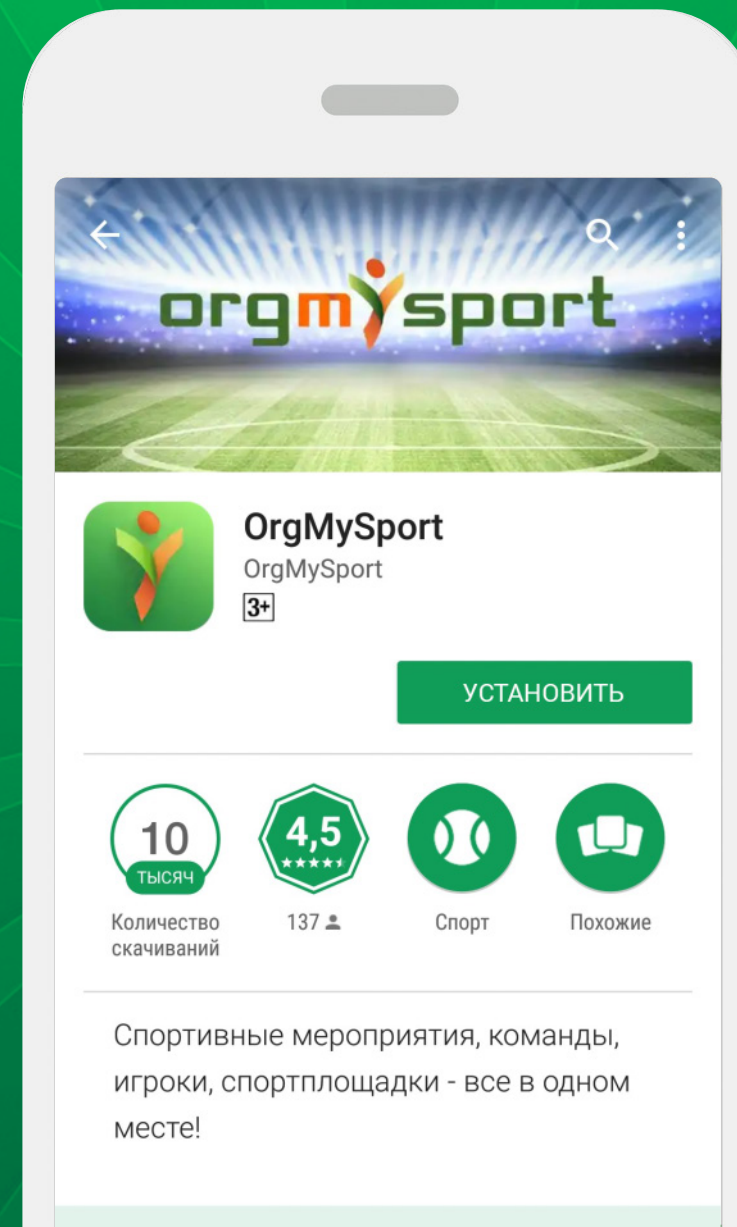 orgmysport
OrgMySport
OrgMySport
3+
УСТАНОВИТЬ
10
ТЫСЯЧ
Количество
скачиваний
4,5
137
Спорт
Похожие
Спортивные мероприятия, команды,
игроки, спортплощадки - все в одном
месте!